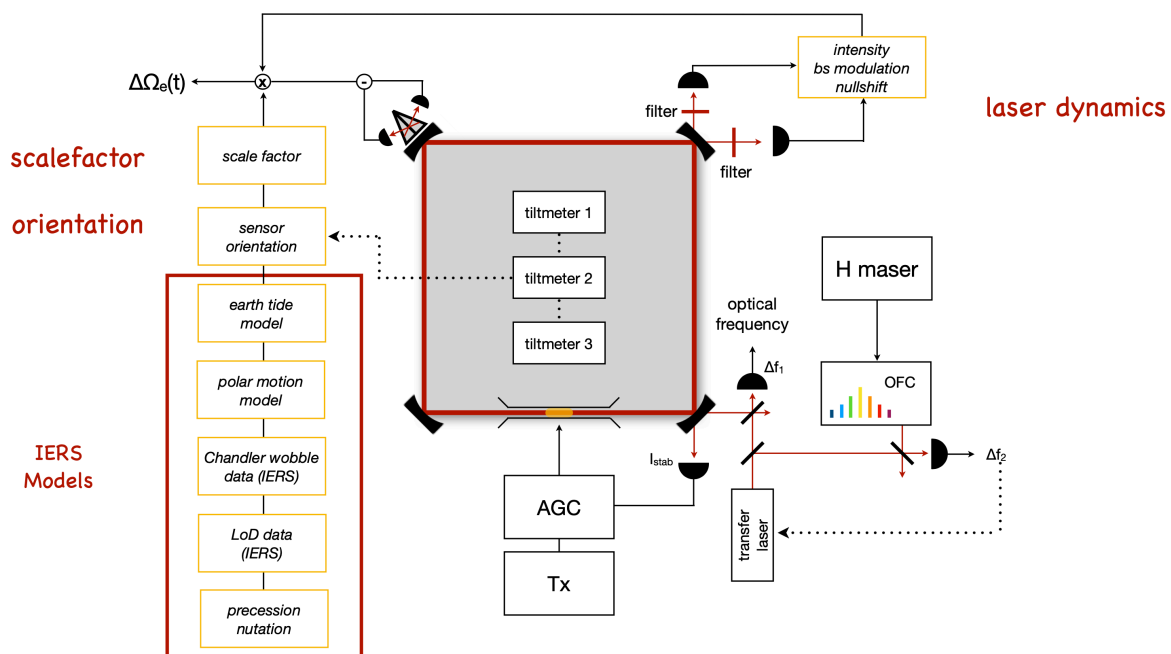 intensity
bs modulation
nullshift
laser dynamics
ΔΩe(t)
x
-
filter
filter
scalefactor
scale factor
orientation
sensor
orientation
tiltmeter 1
tiltmeter 2
tiltmeter 3
H maser
earth tide
model
optical
frequency
Δf1
OFC
polar motion
model
IERS
Models
Chandler wobble
data (IERS)
Istab
Δf2
AGC
LoD data
(IERS)
transfer
laser
Tx
precession
nutation